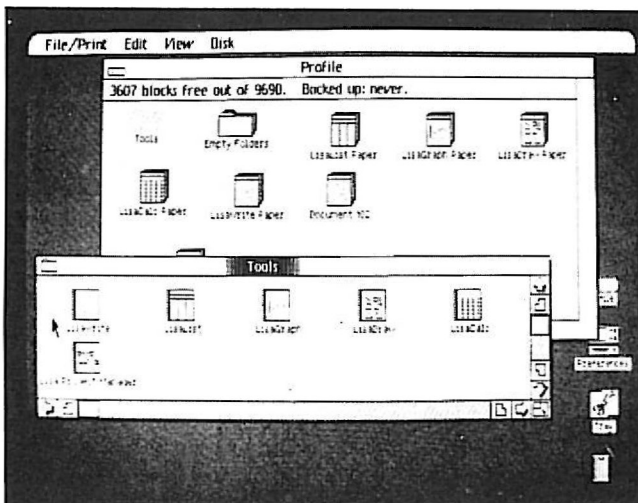 File/Print Edit View Disk
Profile
3607 blocks free out of 9690. Backed up: never.
Tools
Empty Folders
LisaList Paper
LisaGraph Paper
LisaDraw Paper
LisaCalc Paper
LisaWrite Paper
Document 102
Tools
LisaWrite
LisaList
LisaGraph
LisaDraw
LisaCalc
Preferences